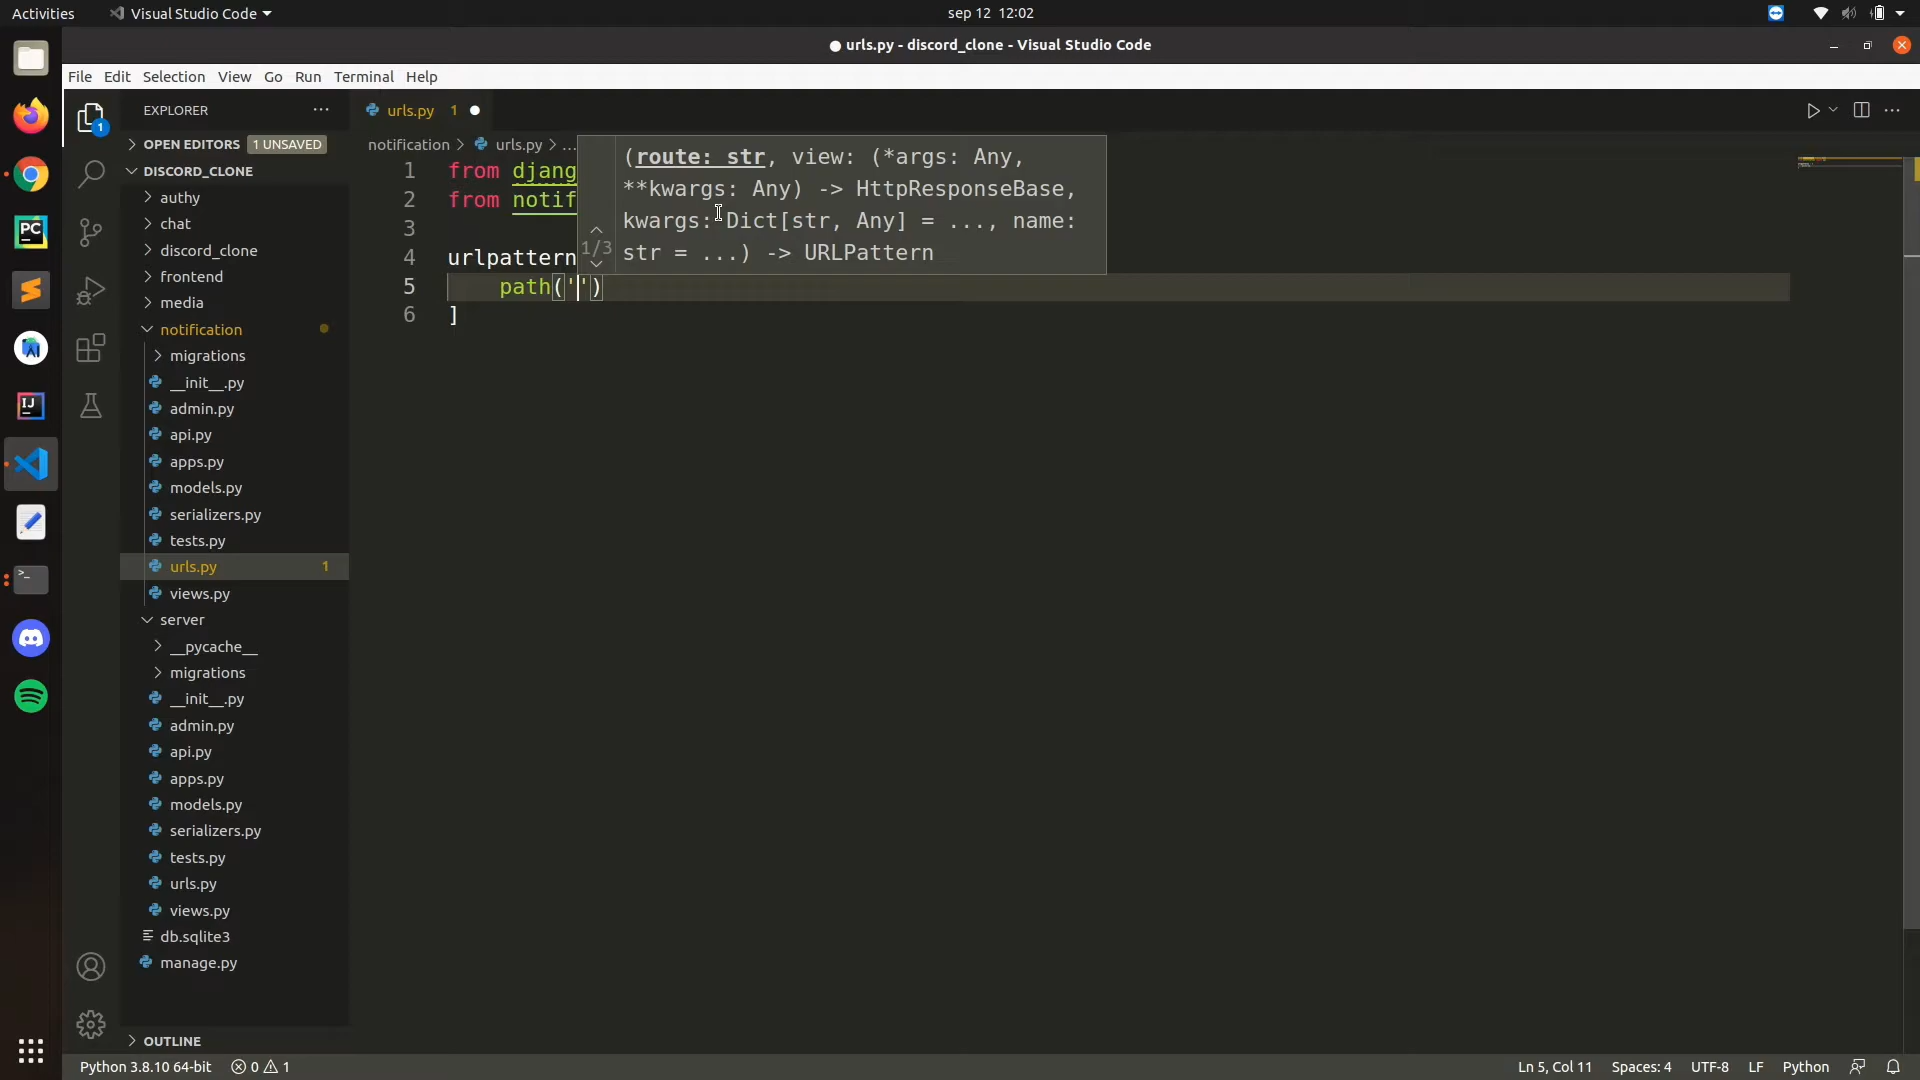 Activities
Visual Studio Code
sep 12 12:02
urls.py - discord_clone - Visual Studio Code
File Edit Selection View Go Run Terminal Help
EXPLORER
urls.py 1
OPEN EDITORS 1 UNSAVED
notification > urls.py > ...
DISCORD_CLONE
authy
chat
discord_clone
frontend
media
notification
migrations
__init__.py
admin.py
api.py
apps.py
models.py
serializers.py
tests.py
urls.py 1
views.py
server
__pycache__
migrations
__init__.py
admin.py
api.py
apps.py
models.py
serializers.py
tests.py
urls.py
views.py
db.sqlite3
manage.py
OUTLINE
1 from djang
2 from notif
3
4 urlpattern
5 path('')
6 ]
(route: str, view: (*args: Any,
**kwargs: Any) -> HttpResponseBase,
kwargs: Dict[str, Any] = ..., name:
str = ...) -> URLPattern
1/3
PC
IJ
1
Python 3.8.10 64-bit 0 1
Ln 5, Col 11 Spaces: 4 UTF-8 LF Python